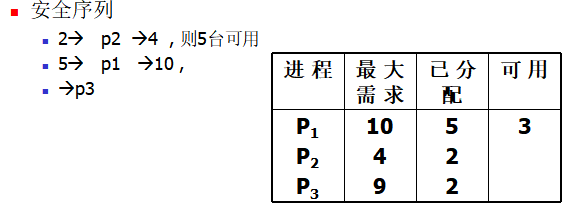 安全序列
2→ p2 →4 ，则5台可用
5→ p1 →10，
→p3
进程 最大需求 已分配 可用
P1 10 5 3
P2 4 2
P3 9 2